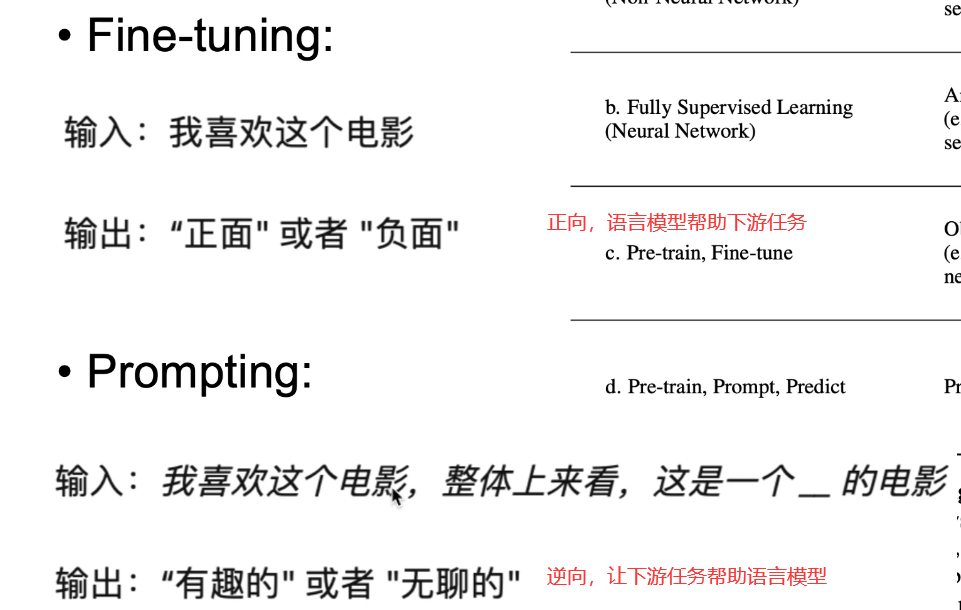 (Non-Neural Network)
• Fine-tuning:
输入：我喜欢这个电影
输出：“正面" 或者 "负面"
• Prompting:
输入：我喜欢这个电影，整体上来看，这是一个 __ 的电影
输出：“有趣的" 或者 "无聊的"
b. Fully Supervised Learning
(Neural Network)
正向，语言模型帮助下游任务
c. Pre-train, Fine-tune
d. Pre-train, Prompt, Predict
逆向，让下游任务帮助语言模型